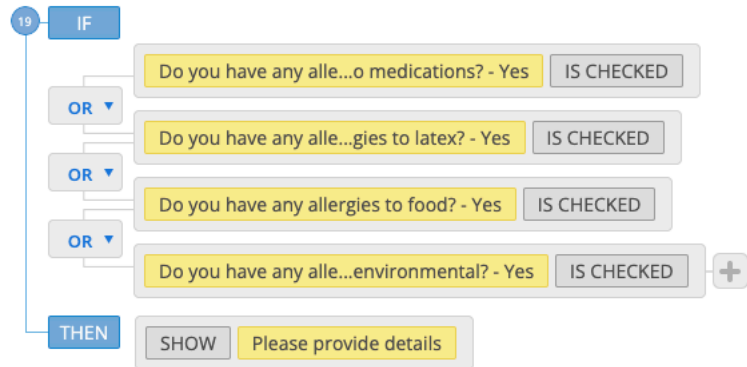 19 IF
Do you have any alle...o medications? - Yes IS CHECKED
OR
Do you have any alle...gies to latex? - Yes IS CHECKED
OR
Do you have any allergies to food? - Yes IS CHECKED
OR
Do you have any alle...environmental? - Yes IS CHECKED
THEN
SHOW Please provide details